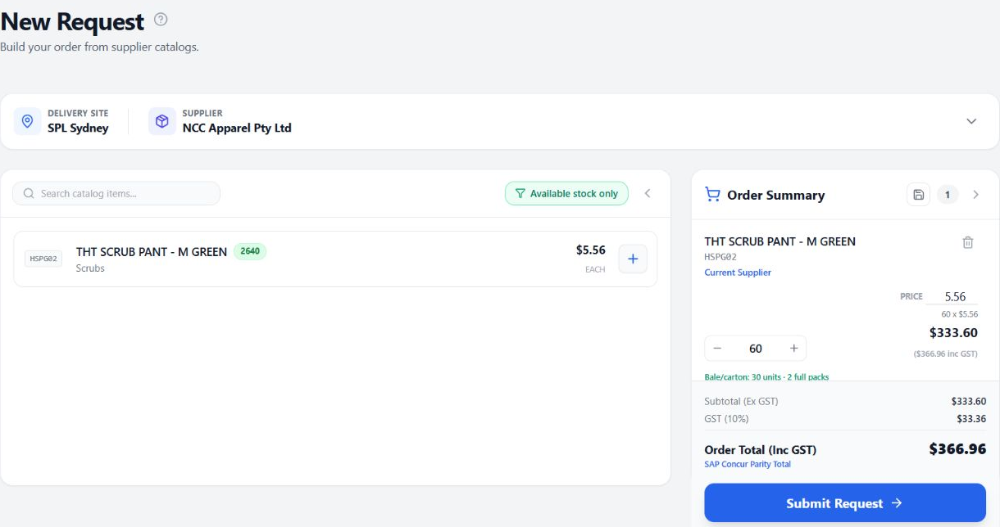 New Request
Build your order from supplier catalogs.
DELIVERY SITE
SPL Sydney
SUPPLIER
NCC Apparel Pty Ltd
Search catalog items...
Available stock only
HSPG02
THT SCRUB PANT - M GREEN 2640
Scrubs
$5.56
EACH
Order Summary
1
THT SCRUB PANT - M GREEN
HSPG02
Current Supplier
PRICE 5.56
60 x $5.56
$333.60
($366.96 inc GST)
60
Bale/carton: 30 units · 2 full packs
Subtotal (Ex GST) $333.60
GST (10%) $33.36
Order Total (Inc GST) $366.96
SAP Concur Parity Total
Submit Request